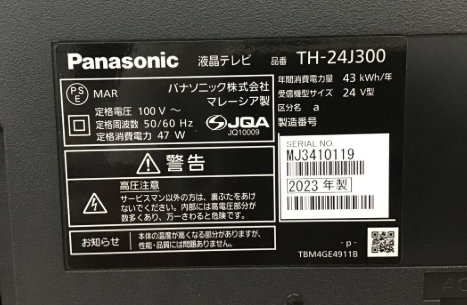 Panasonic 液晶テレビ 品番 TH-24J300
PSE MAR パナソニック株式会社
マレーシア製
定格電圧 100 V ～
定格周波数 50/60 Hz
定格消費電力 47 W
JQA
JQ10009
年間消費電力量 43 kWh/年
受信機型サイズ 24 V型
区分名 a
製造番号
SERIAL NO.
MJ3410119
2023 年製
警告
高圧注意
サービスマン以外の方は、裏ぶたをあけ
ないでください。内部には高電圧部分が
数多くあり、万一さわると危険です。
お知らせ 本体の温度が高くなる部分がありますが、
性能・品質には問題ありません。
- p -
TBM4GE4911B